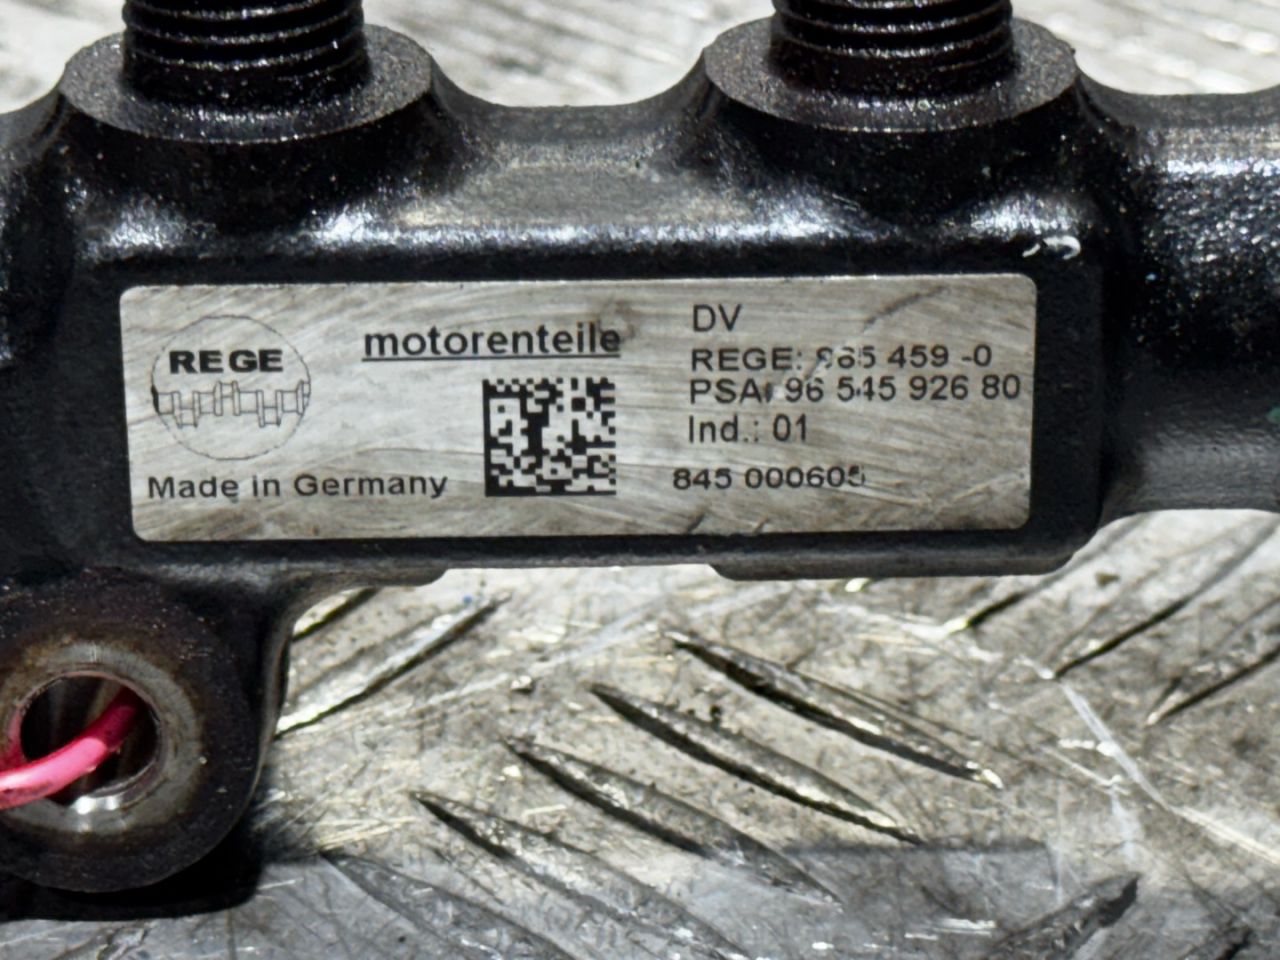 REGE
motorenteile
Made in Germany
DV
REGE: 965 459 -0
PSA: 96 545 926 80
Ind.: 01
845 000605